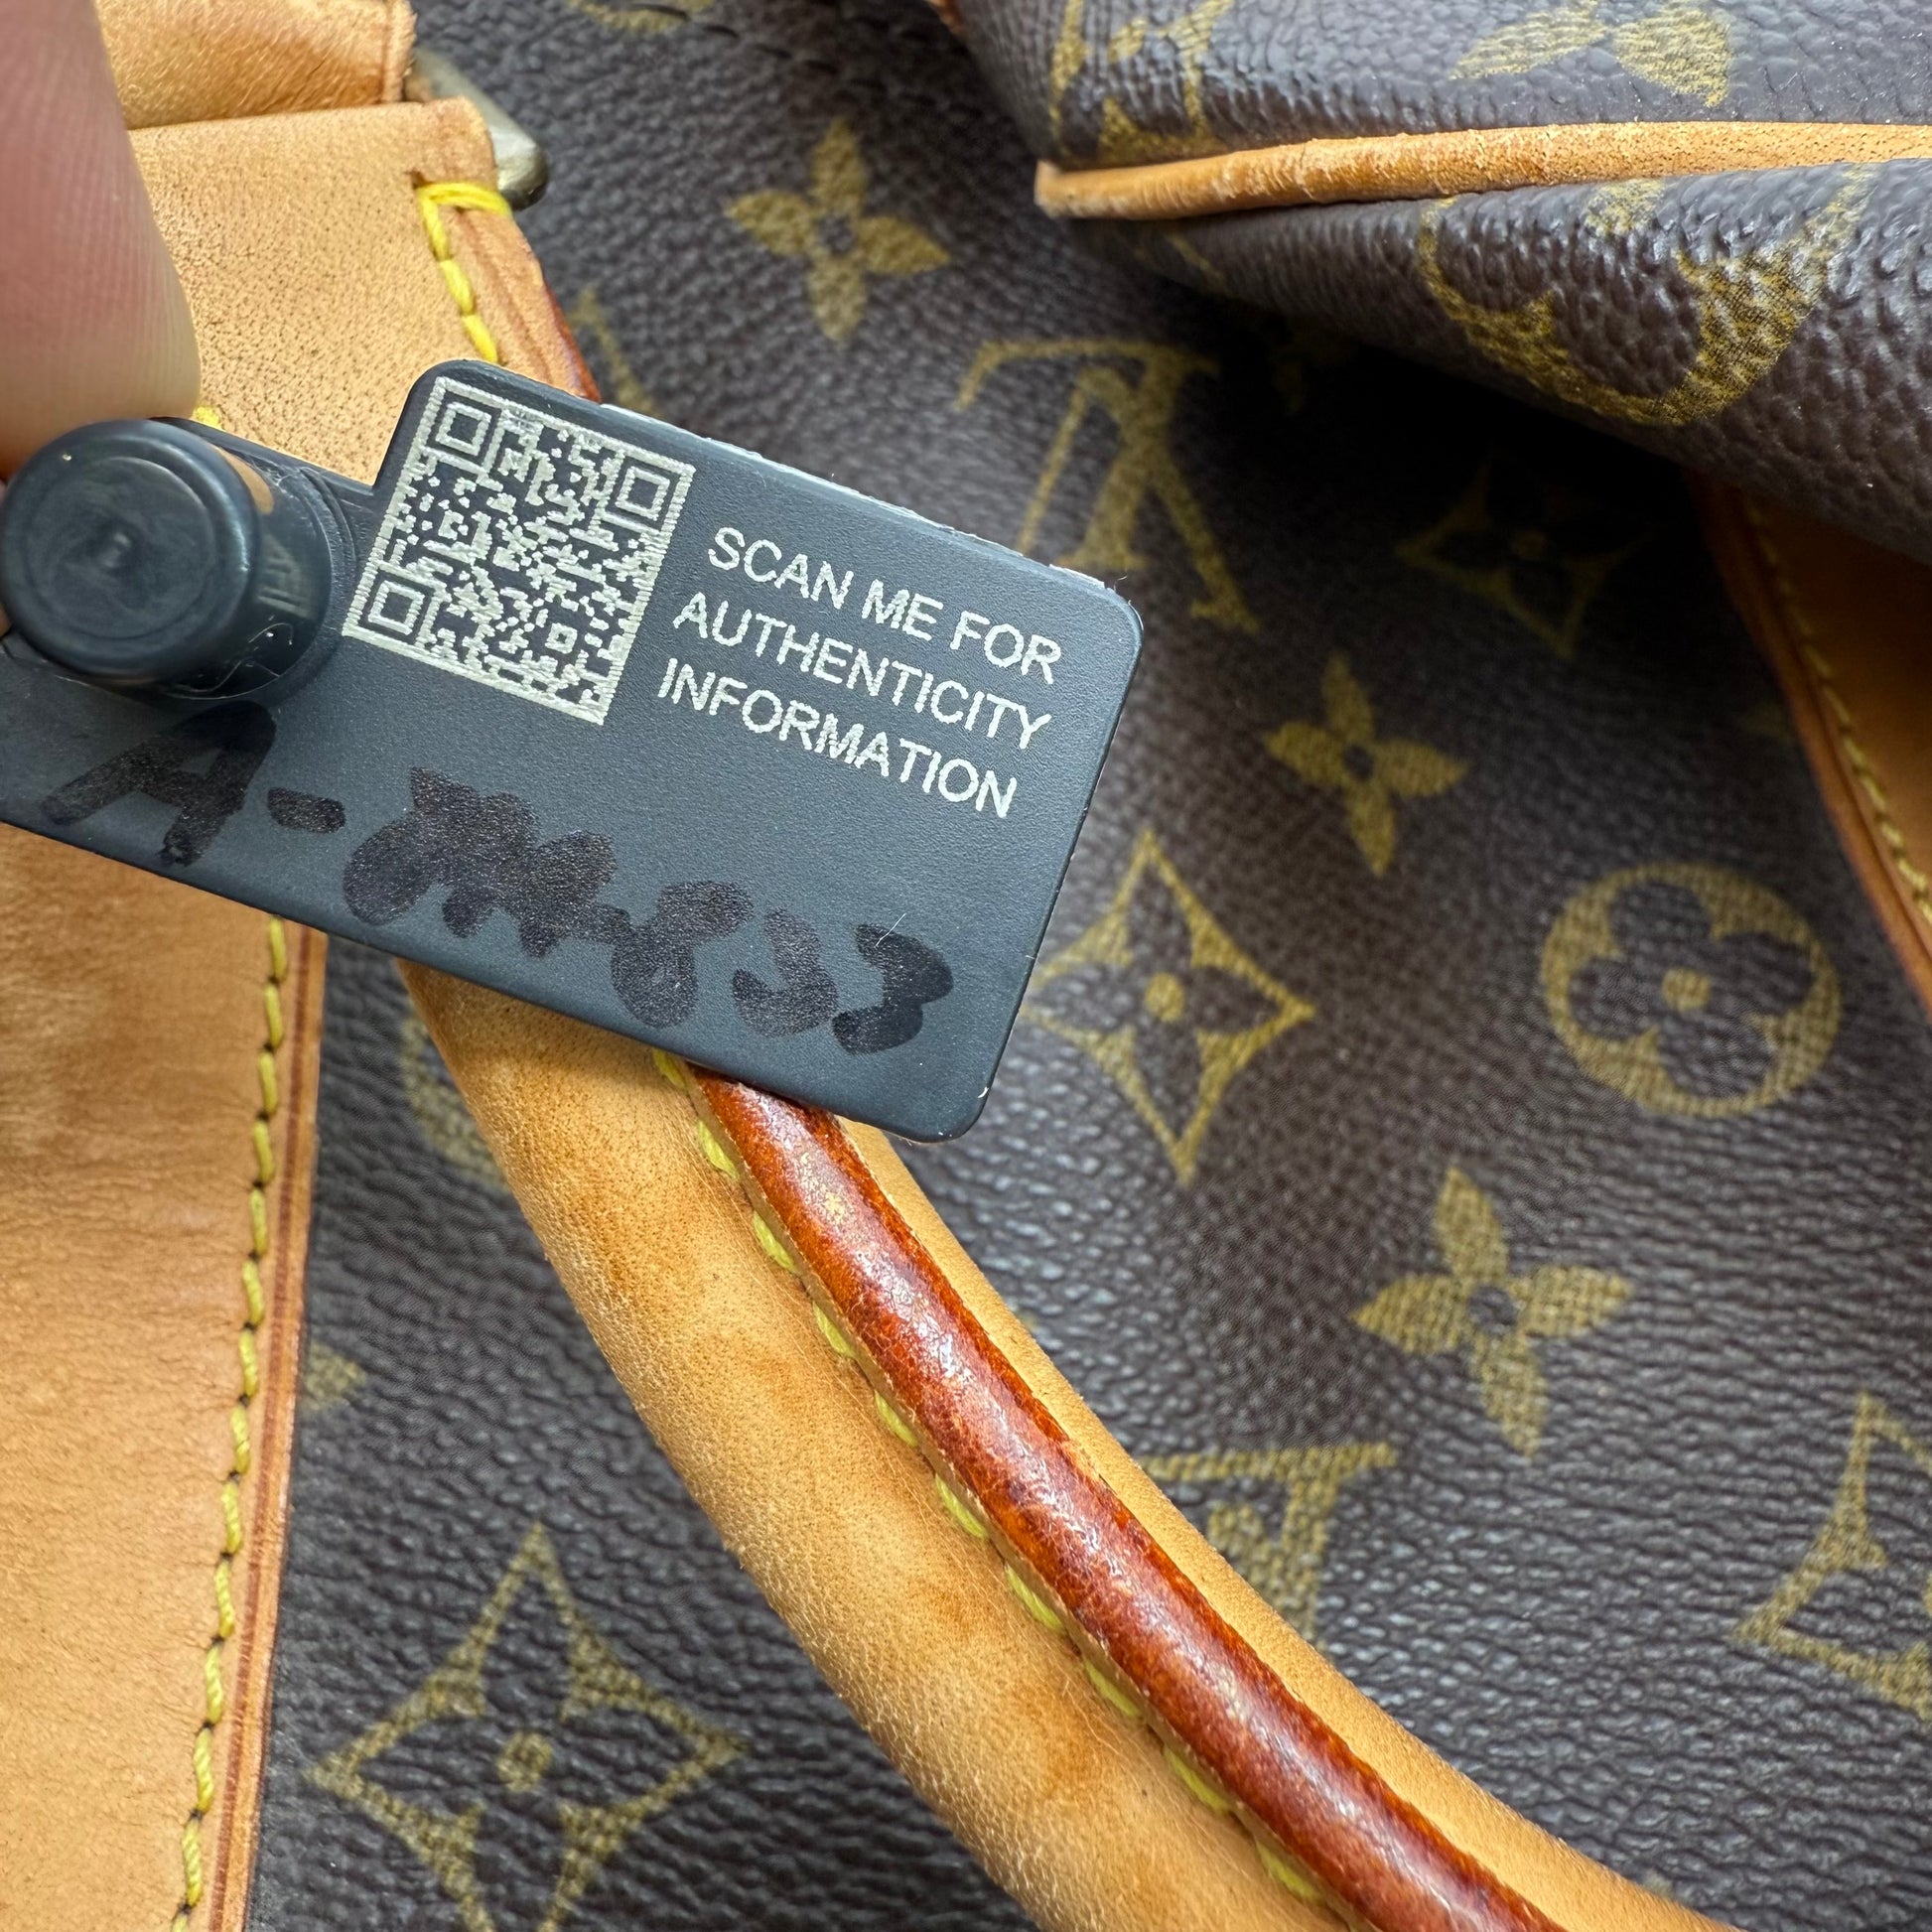 SCAN ME FOR
AUTHENTICITY
INFORMATION